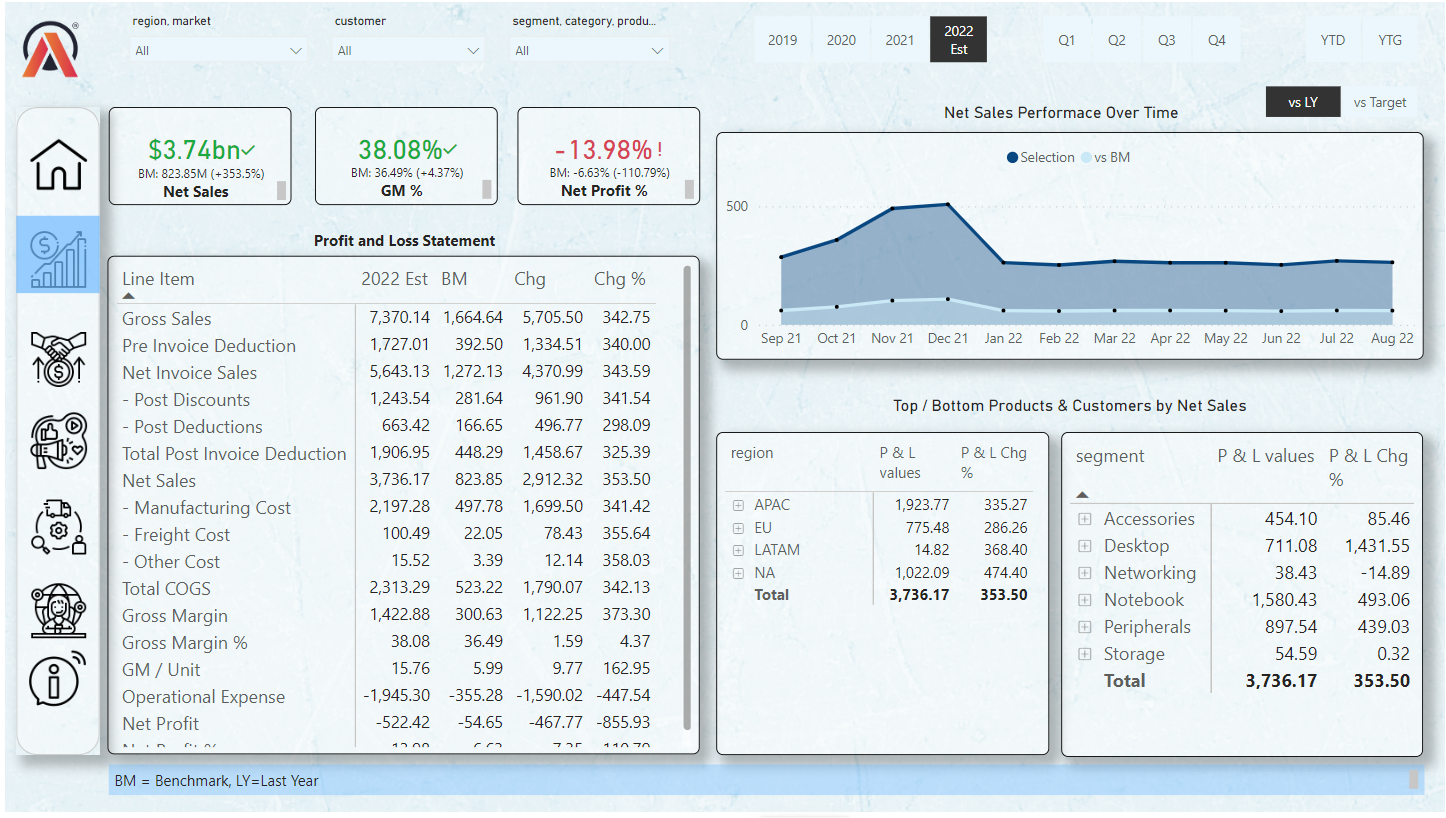 region, market
customer
segment, category, produ...
All
All
All
2019 2020 2021 2022 Est
Q1 Q2 Q3 Q4
YTD YTG
vs LY vs Target
$3.74bn✓
BM: 823.85M (+353.5%)
Net Sales
38.08%✓
BM: 36.49% (+4.37%)
GM %
-13.98%!
BM: -6.63% (-110.79%)
Net Profit %
Net Sales Performace Over Time
Selection vs BM
500
0
Sep 21 Oct 21 Nov 21 Dec 21 Jan 22 Feb 22 Mar 22 Apr 22 May 22 Jun 22 Jul 22 Aug 22
Profit and Loss Statement
Line Item 2022 Est BM Chg Chg %
Gross Sales 7,370.14 1,664.64 5,705.50 342.75
Pre Invoice Deduction 1,727.01 392.50 1,334.51 340.00
Net Invoice Sales 5,643.13 1,272.13 4,370.99 343.59
- Post Discounts 1,243.54 281.64 961.90 341.54
- Post Deductions 663.42 166.65 496.77 298.09
Total Post Invoice Deduction 1,906.95 448.29 1,458.67 325.39
Net Sales 3,736.17 823.85 2,912.32 353.50
- Manufacturing Cost 2,197.28 497.78 1,699.50 341.42
- Freight Cost 100.49 22.05 78.43 355.64
- Other Cost 15.52 3.39 12.14 358.03
Total COGS 2,313.29 523.22 1,790.07 342.13
Gross Margin 1,422.88 300.63 1,122.25 373.30
Gross Margin % 38.08 36.49 1.59 4.37
GM / Unit 15.76 5.99 9.77 162.95
Operational Expense -1,945.30 -355.28 -1,590.02 -447.54
Net Profit -522.42 -54.65 -467.77 -855.93
Top / Bottom Products & Customers by Net Sales
region P & L values P & L Chg %
APAC 1,923.77 335.27
EU 775.48 286.26
LATAM 14.82 368.40
NA 1,022.09 474.40
Total 3,736.17 353.50
segment P & L values P & L Chg %
Accessories 454.10 85.46
Desktop 711.08 1,431.55
Networking 38.43 -14.89
Notebook 1,580.43 493.06
Peripherals 897.54 439.03
Storage 54.59 0.32
Total 3,736.17 353.50
BM = Benchmark, LY=Last Year